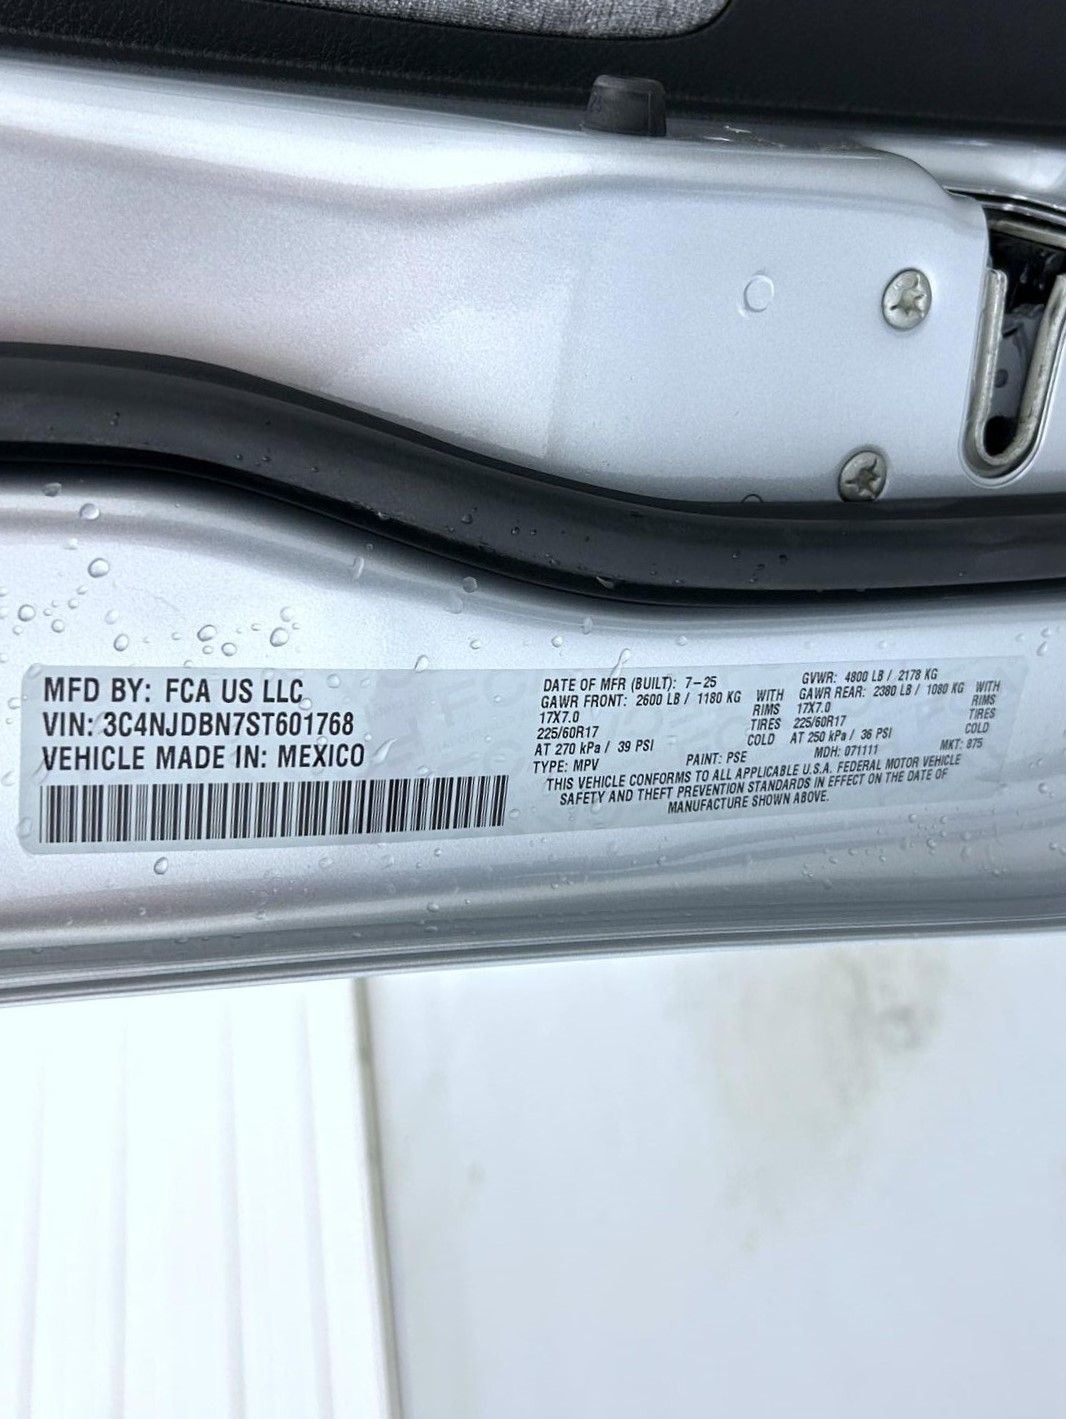 MFD BY: FCA US LLC
VIN: 3C4NJDBN7ST601768
VEHICLE MADE IN: MEXICO
DATE OF MFR (BUILT): 7-25
GVWR: 4800 LB / 2178 KG
GAWR FRONT: 2600 LB / 1180 KG WITH
17X7.0 RIMS
225/60R17 TIRES
AT 270 kPa / 39 PSI COLD
GAWR REAR: 2380 LB / 1080 KG WITH
17X7.0 RIMS
225/60R17 TIRES
AT 250 kPa / 36 PSI COLD
TYPE: MPV PAINT: PSE MDH: 071111 MKT: 875
THIS VEHICLE CONFORMS TO ALL APPLICABLE U.S.A. FEDERAL MOTOR VEHICLE
SAFETY AND THEFT PREVENTION STANDARDS IN EFFECT ON THE DATE OF
MANUFACTURE SHOWN ABOVE.